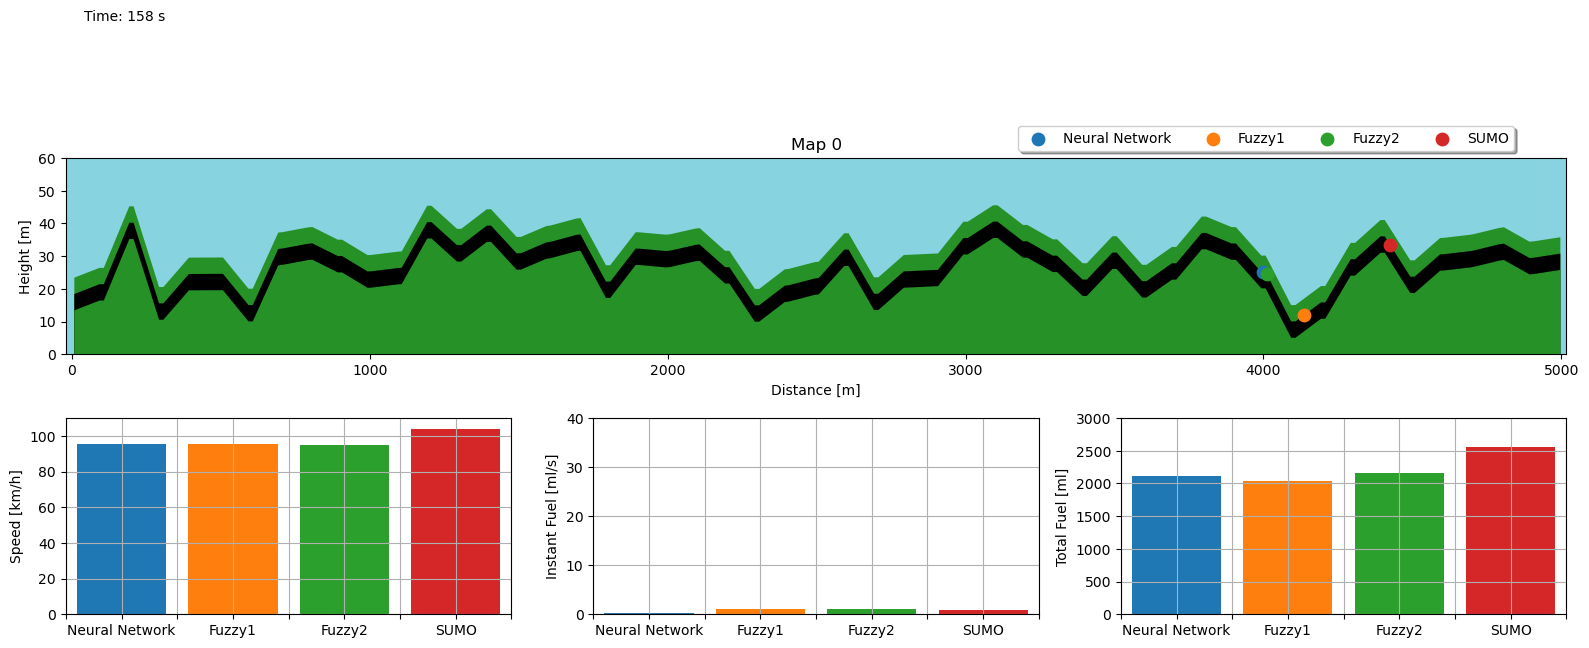 Time: 158 s
Map 0
Neural Network Fuzzy1 Fuzzy2 SUMO
Height [m]
60
50
40
30
20
10
0
0 1000 2000 3000 4000 5000
Distance [m]
Speed [km/h]
100
80
60
40
20
0
Neural Network Fuzzy1 Fuzzy2 SUMO
Instant Fuel [ml/s]
40
30
20
10
0
Neural Network Fuzzy1 Fuzzy2 SUMO
Total Fuel [ml]
3000
2500
2000
1500
1000
500
0
Neural Network Fuzzy1 Fuzzy2 SUMO